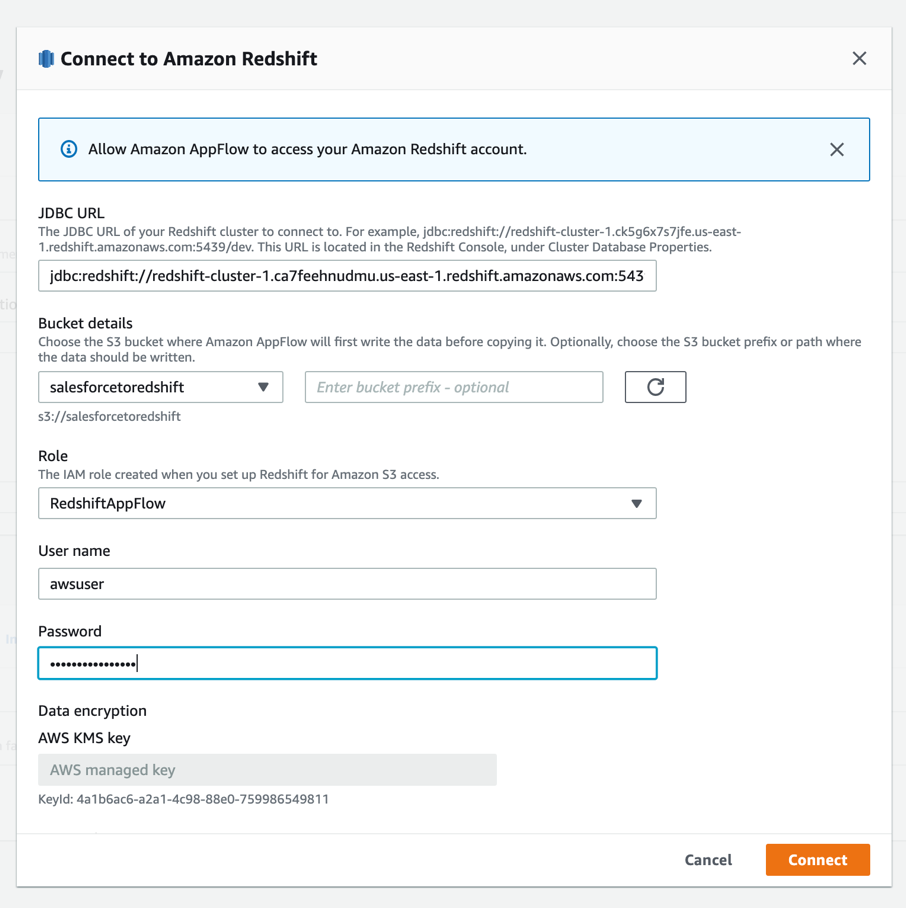 Connect to Amazon Redshift
Allow Amazon AppFlow to access your Amazon Redshift account.
JDBC URL
The JDBC URL of your Redshift cluster to connect to. For example, jdbc:redshift://redshift-cluster-1.ck5g6x7s7jfe.us-east-
1.redshift.amazonaws.com:5439/dev. This URL is located in the Redshift Console, under Cluster Database Properties.
jdbc:redshift://redshift-cluster-1.ca7feehnudmu.us-east-1.redshift.amazonaws.com:543
Bucket details
Choose the S3 bucket where Amazon AppFlow will first write the data before copying it. Optionally, choose the S3 bucket prefix or path where
the data should be written.
salesforcetoredshift
Enter bucket prefix - optional
s3://salesforcetoredshift
Role
The IAM role created when you set up Redshift for Amazon S3 access.
RedshiftAppFlow
User name
awsuser
Password
••••••••••••••••
Data encryption
AWS KMS key
AWS managed key
KeyId: 4a1b6ac6-a2a1-4c98-88e0-759986549811
Cancel
Connect